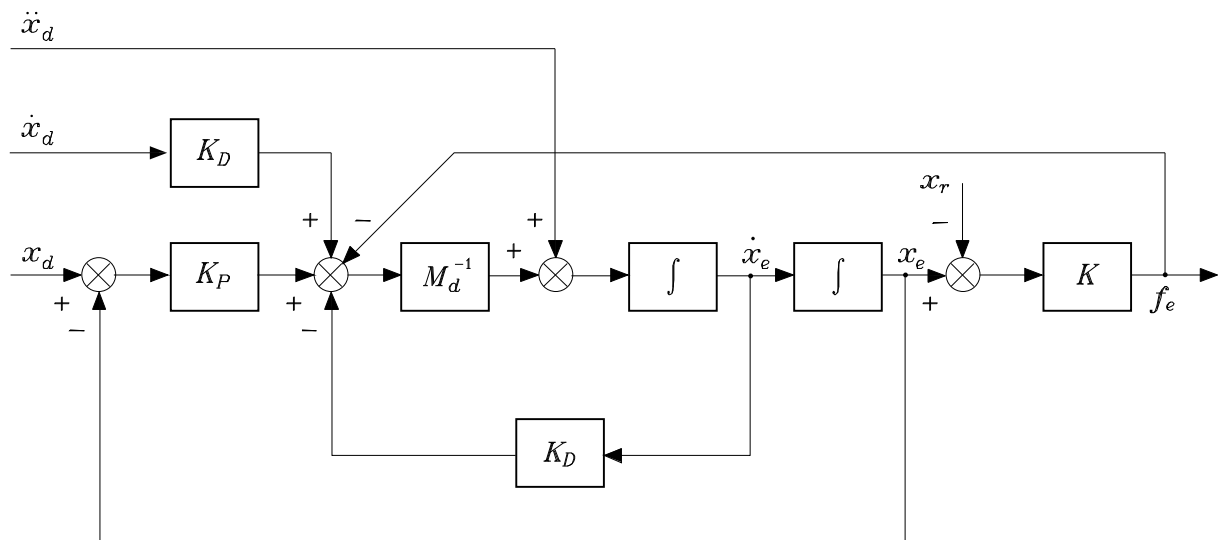 ẍ_d
ẋ_d
K_D
+
−
x_r
+
−
x_d
K_P
+
M_d^{-1}
∫
ẋ_e
∫
x_e
K
+
−
+
−
+
f_e
K_D